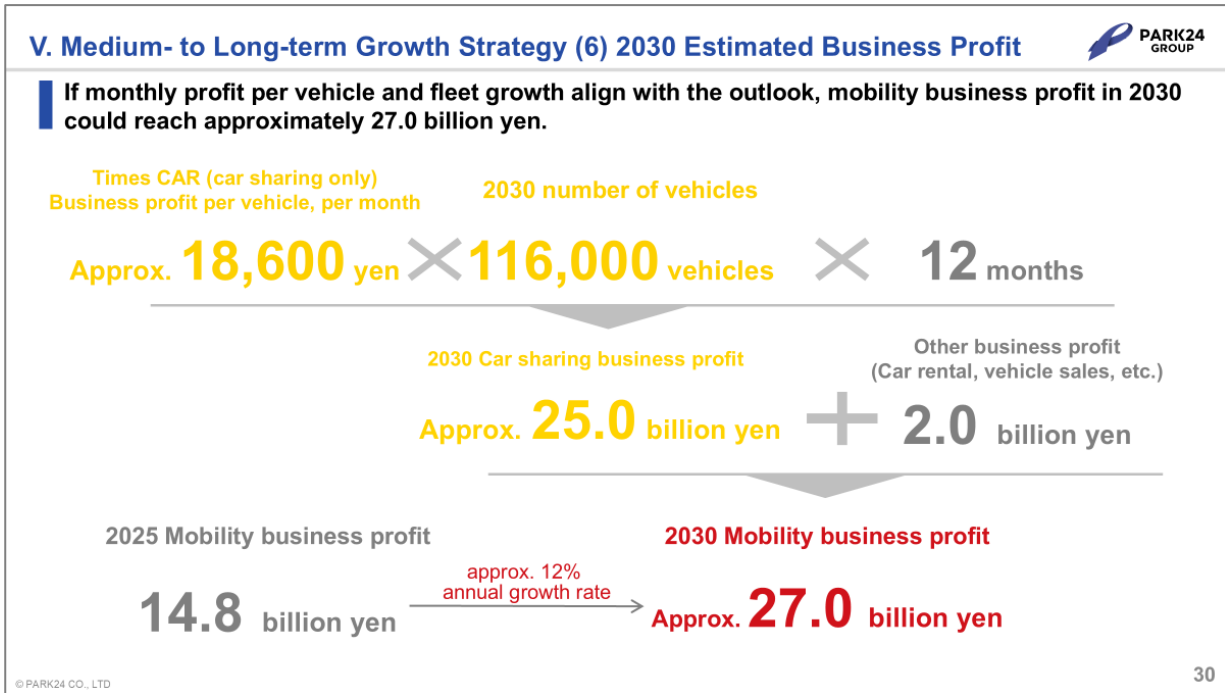 V. Medium- to Long-term Growth Strategy (6) 2030 Estimated Business Profit
PARK24
GROUP
If monthly profit per vehicle and fleet growth align with the outlook, mobility business profit in 2030
could reach approximately 27.0 billion yen.
Times CAR (car sharing only)
Business profit per vehicle, per month
2030 number of vehicles
Approx. 18,600 yen × 116,000 vehicles × 12 months
2030 Car sharing business profit
Other business profit
(Car rental, vehicle sales, etc.)
Approx. 25.0 billion yen + 2.0 billion yen
2025 Mobility business profit
2030 Mobility business profit
14.8 billion yen
approx. 12%
annual growth rate
Approx. 27.0 billion yen
© PARK24 CO., LTD
30